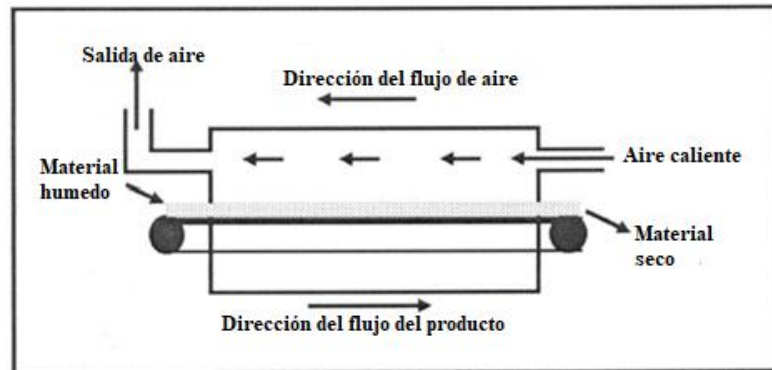 Salida de aire
Dirección del flujo de aire
Aire caliente
Material
humedo
Material
seco
Dirección del flujo del producto